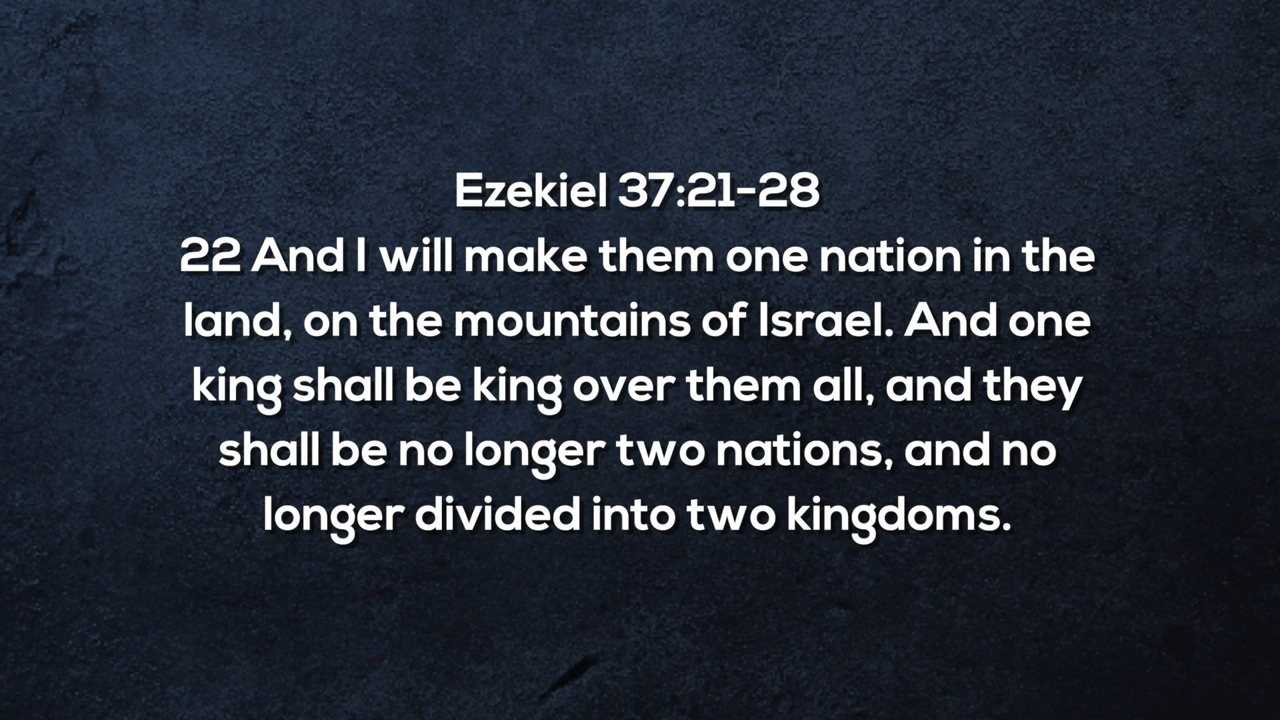 Ezekiel 37:21-28
22 And I will make them one nation in the
land, on the mountains of Israel. And one
king shall be king over them all, and they
shall be no longer two nations, and no
longer divided into two kingdoms.